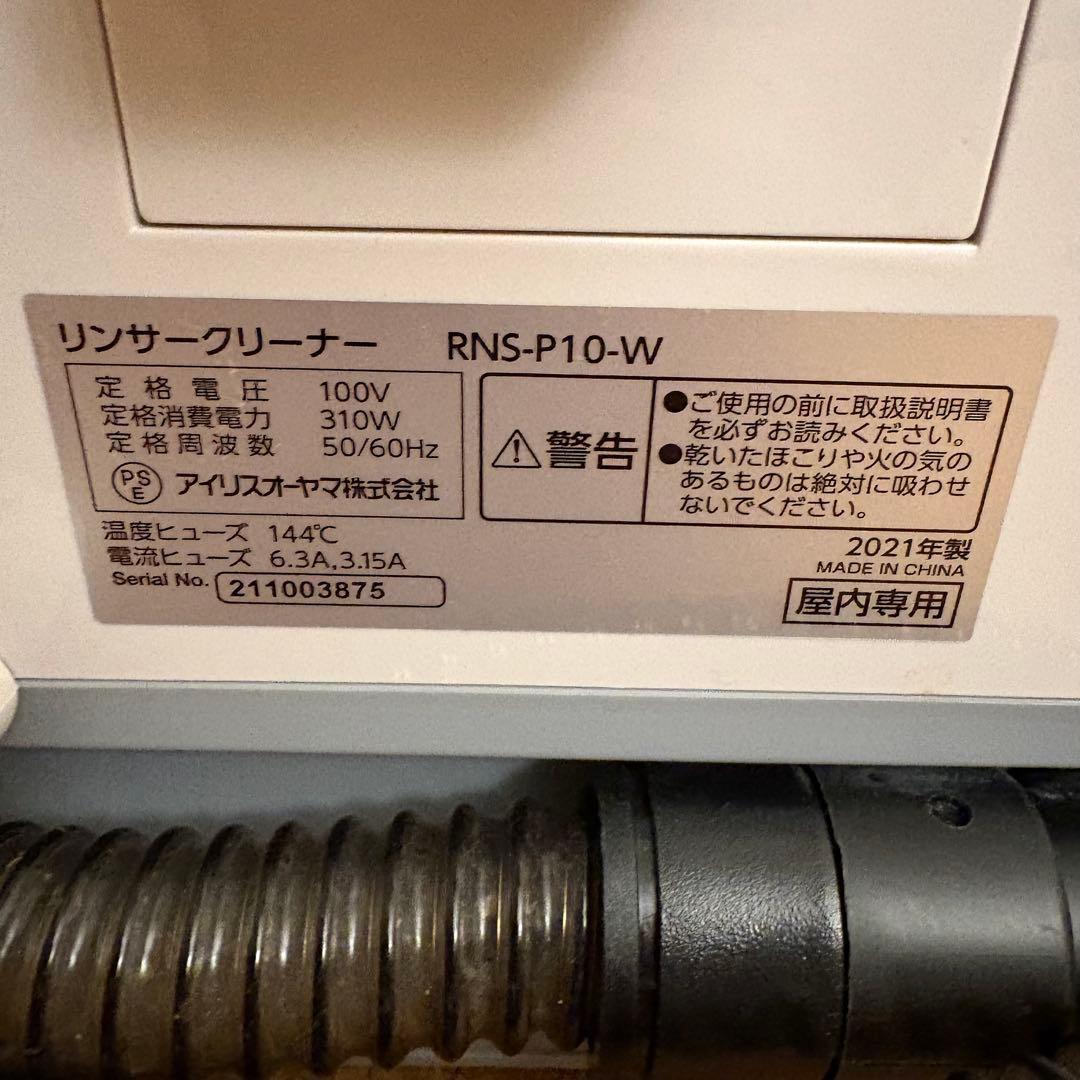 リンサークリーナー RNS-P10-W
定格電圧 100V
定格消費電力 310W
定格周波数 50/60Hz
PSE アイリスオーヤマ株式会社
⚠警告
●ご使用の前に取扱説明書
を必ずお読みください。
●乾いたほこりや火の気の
あるものは絶対に吸わせ
ないでください。
温度ヒューズ 144℃
電流ヒューズ 6.3A,3.15A
Serial No. 211003875
2021年製
MADE IN CHINA
屋内専用